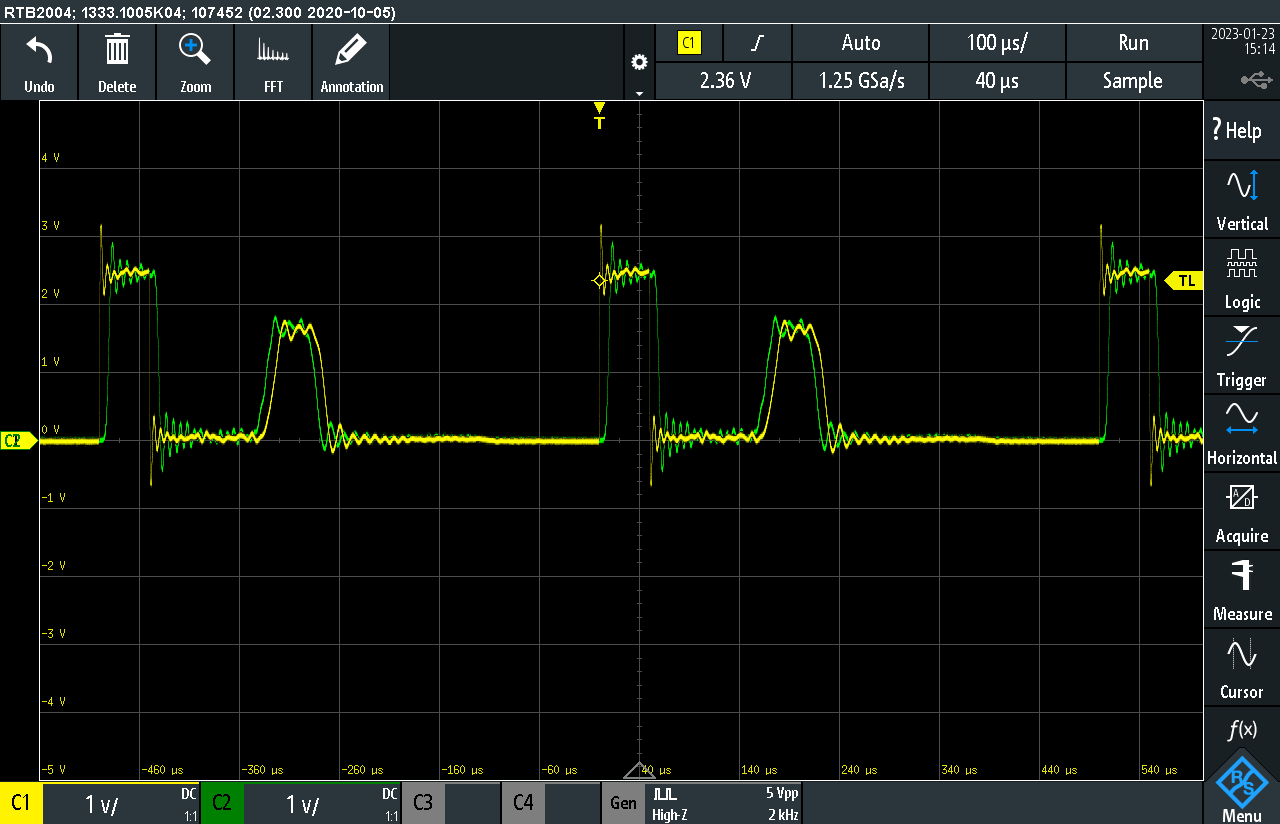 RTB2004; 1333.1005K04; 107452 (02.300 2020-10-05)
Undo
Delete
Zoom
FFT
Annotation
C1
Auto
100 µs/
Run
2.36 V
1.25 GSa/s
40 µs
Sample
2023-01-23
15:14
T
4 V
3 V
2 V
1 V
0 V
-1 V
-2 V
-3 V
-4 V
-5 V
TL
-460 µs
-360 µs
-260 µs
-160 µs
-60 µs
40 µs
140 µs
240 µs
340 µs
440 µs
540 µs
? Help
Vertical
Logic
Trigger
Horizontal
A/D
Acquire
Measure
Cursor
f(x)
R&S
Menu
C1
1 V/
DC
1:1
C2
1 V/
DC
1:1
C3
C4
Gen
High-Z
5 Vpp
2 kHz